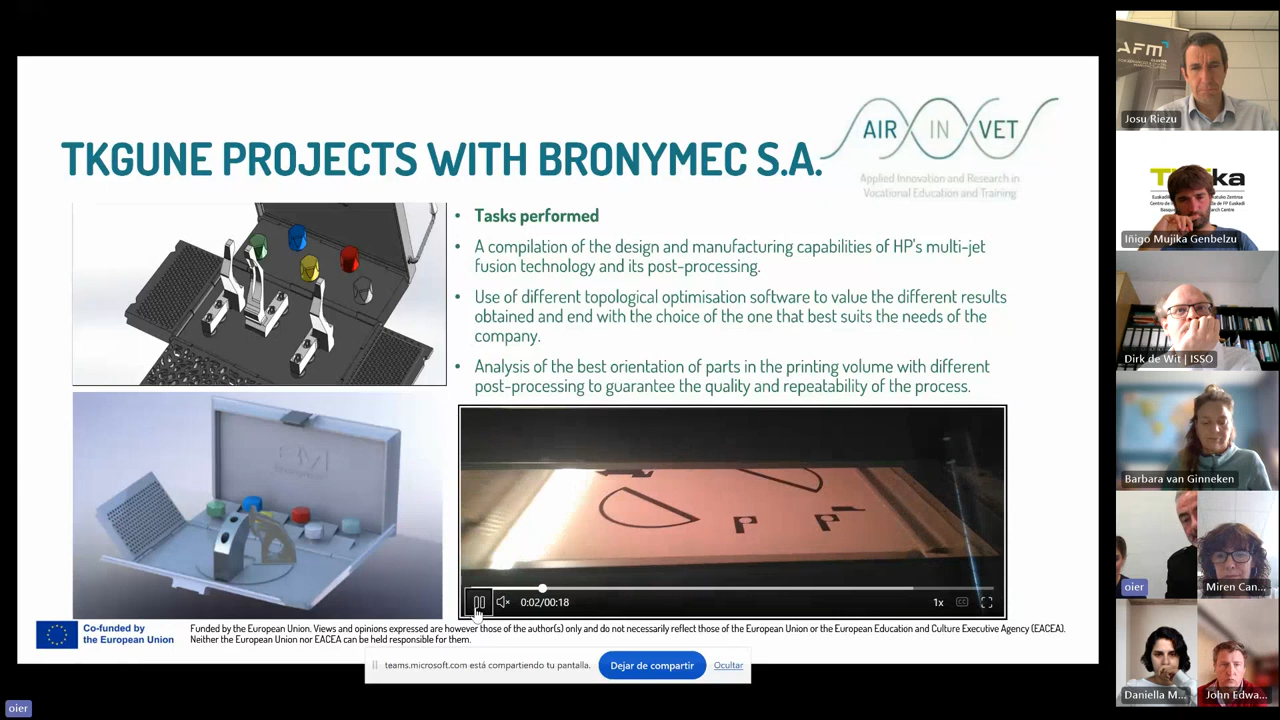 TKGUNE PROJECTS WITH BRONYMEC S.A.
AIR IN VET
Applied Innovation and Research in
Vocational Education and Training
• Tasks performed
• A compilation of the design and manufacturing capabilities of HP's multi-jet
fusion technology and its post-processing.
• Use of different topological optimisation software to value the different results
obtained and end with the choice of the one that best suits the needs of the
company.
• Analysis of the best orientation of parts in the printing volume with different
post-processing to guarantee the quality and repeatability of the process.
0:02/00:18
1x
CC
Co-funded by
the European Union
Funded by the European Union. Views and opinions expressed are however those of the author(s) only and do not necessarily reflect those of the European Union or the European Education and Culture Executive Agency (EACEA).
Neither the European Union nor EACEA can be held responsible for them.
teams.microsoft.com está compartiendo tu pantalla.
Dejar de compartir
Ocultar
oier
AFM
CLUSTER
Josu Riezu
ka
Iñigo Mujika Genbelzu
Dirk de Wit | ISSO
Barbara van Ginneken
oier
Miren Can...
Daniella M...
John Edwa...